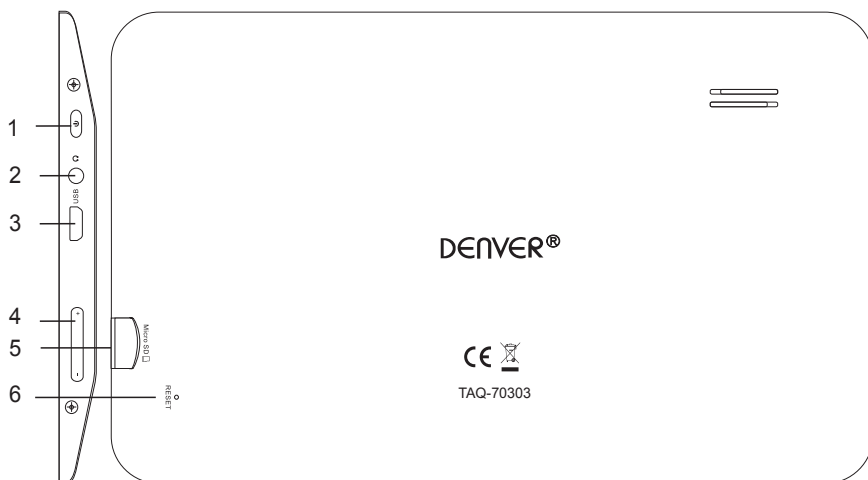 1
2
USB
3
DENVER®
4
+
-
Micro SD
5
CE
6
RESET
TAQ-70303